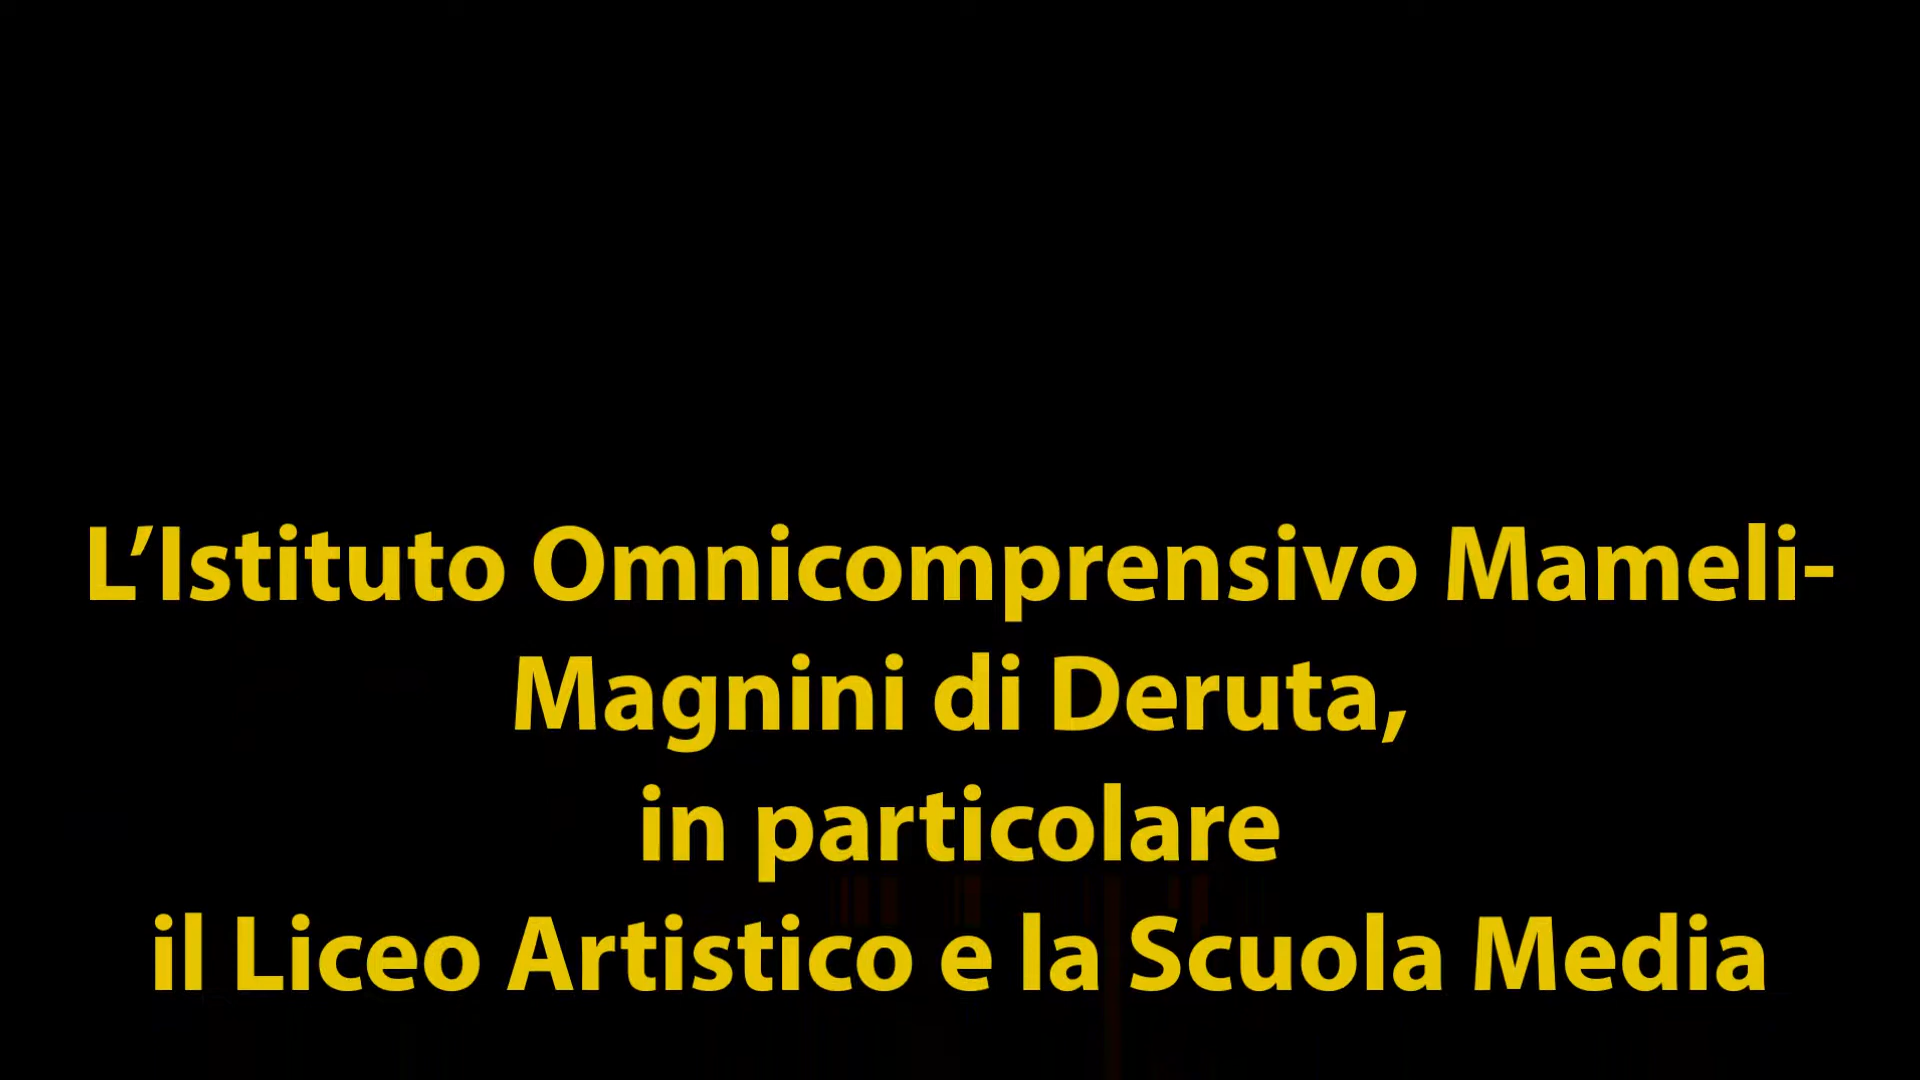 L’Istituto Omnicomprensivo Mameli-
Magnini di Deruta,
in particolare
il Liceo Artistico e la Scuola Media